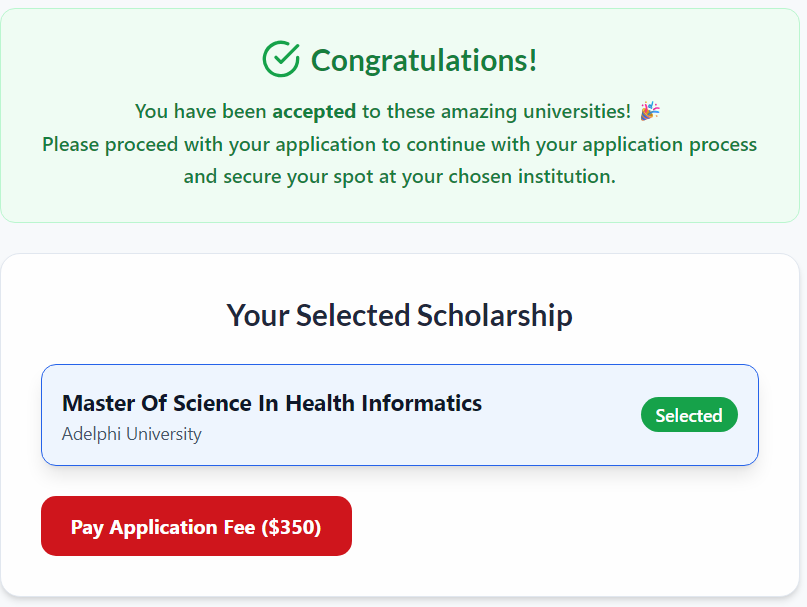 Congratulations!
You have been accepted to these amazing universities! 🎉
Please proceed with your application to continue with your application process
and secure your spot at your chosen institution.
Your Selected Scholarship
Master Of Science In Health Informatics
Adelphi University
Selected
Pay Application Fee ($350)